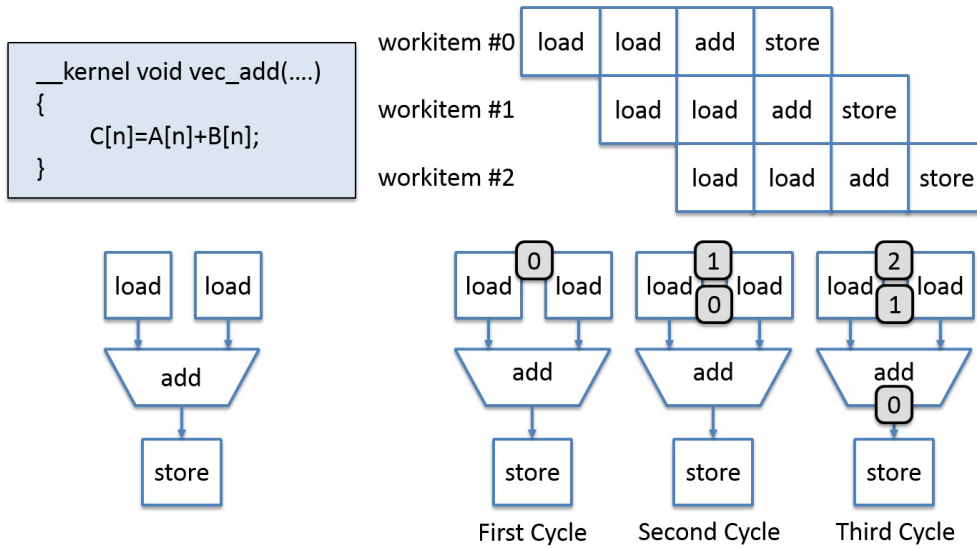 __kernel void vec_add(....)
{
C[n]=A[n]+B[n];
}
workitem #0 load load add store
workitem #1 load load add store
workitem #2 load load add store
load load
add
store
0
load load
add
store
First Cycle
1
load load
0
add
store
Second Cycle
2
load load
1
add
0
store
Third Cycle